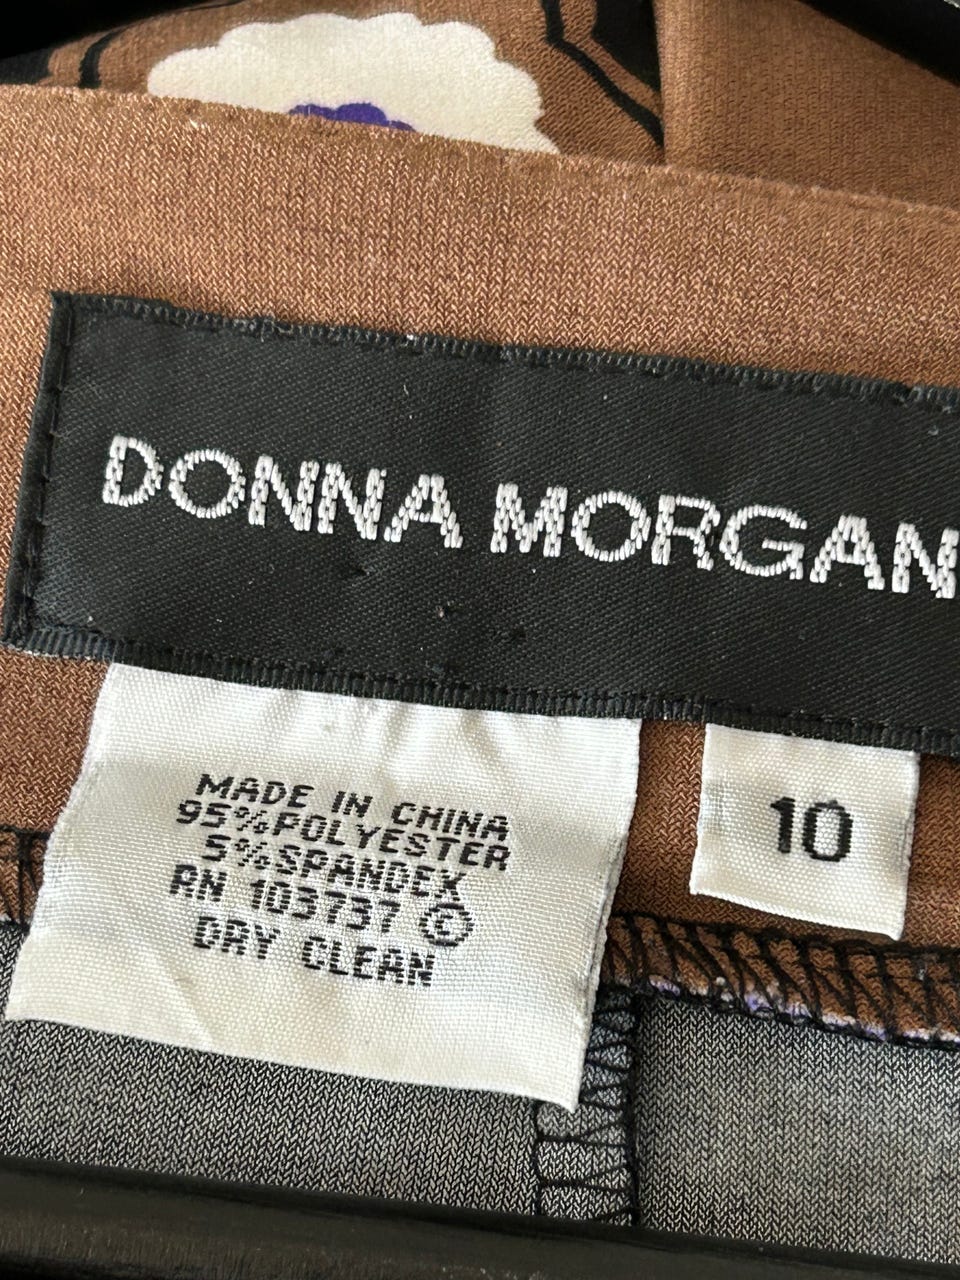 DONNA MORGAN
MADE IN CHINA
95%POLYESTER
5%SPANDEX
RN 103737 ©
DRY CLEAN
10